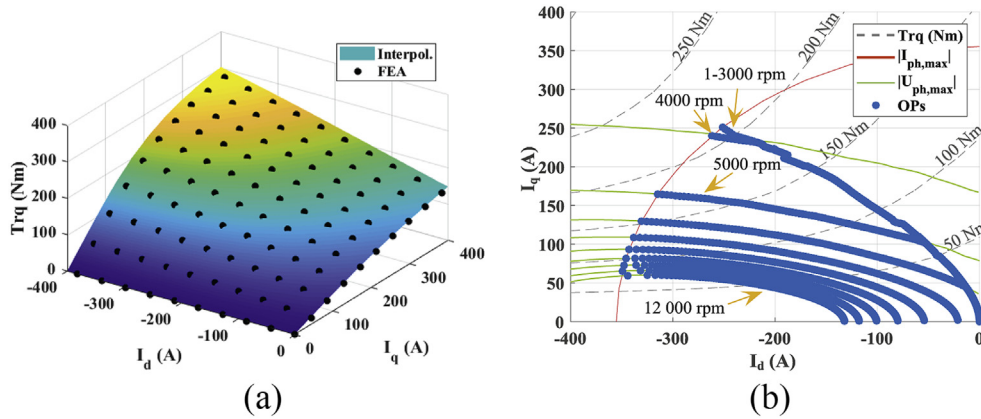 Interpol.
FEA
Trq (Nm)
400
300
200
100
0
-400
-300
-200
-100
0
I_d (A)
0
100
200
300
400
I_q (A)
(a)
400
350
300
250
200
150
100
50
0
I_q (A)
-400
-300
-200
-100
0
I_d (A)
250 Nm
200 Nm
150 Nm
100 Nm
50 Nm
1-3000 rpm
4000 rpm
5000 rpm
12 000 rpm
Trq (Nm)
|I_ph,max|
|U_ph,max|
OPs
(b)